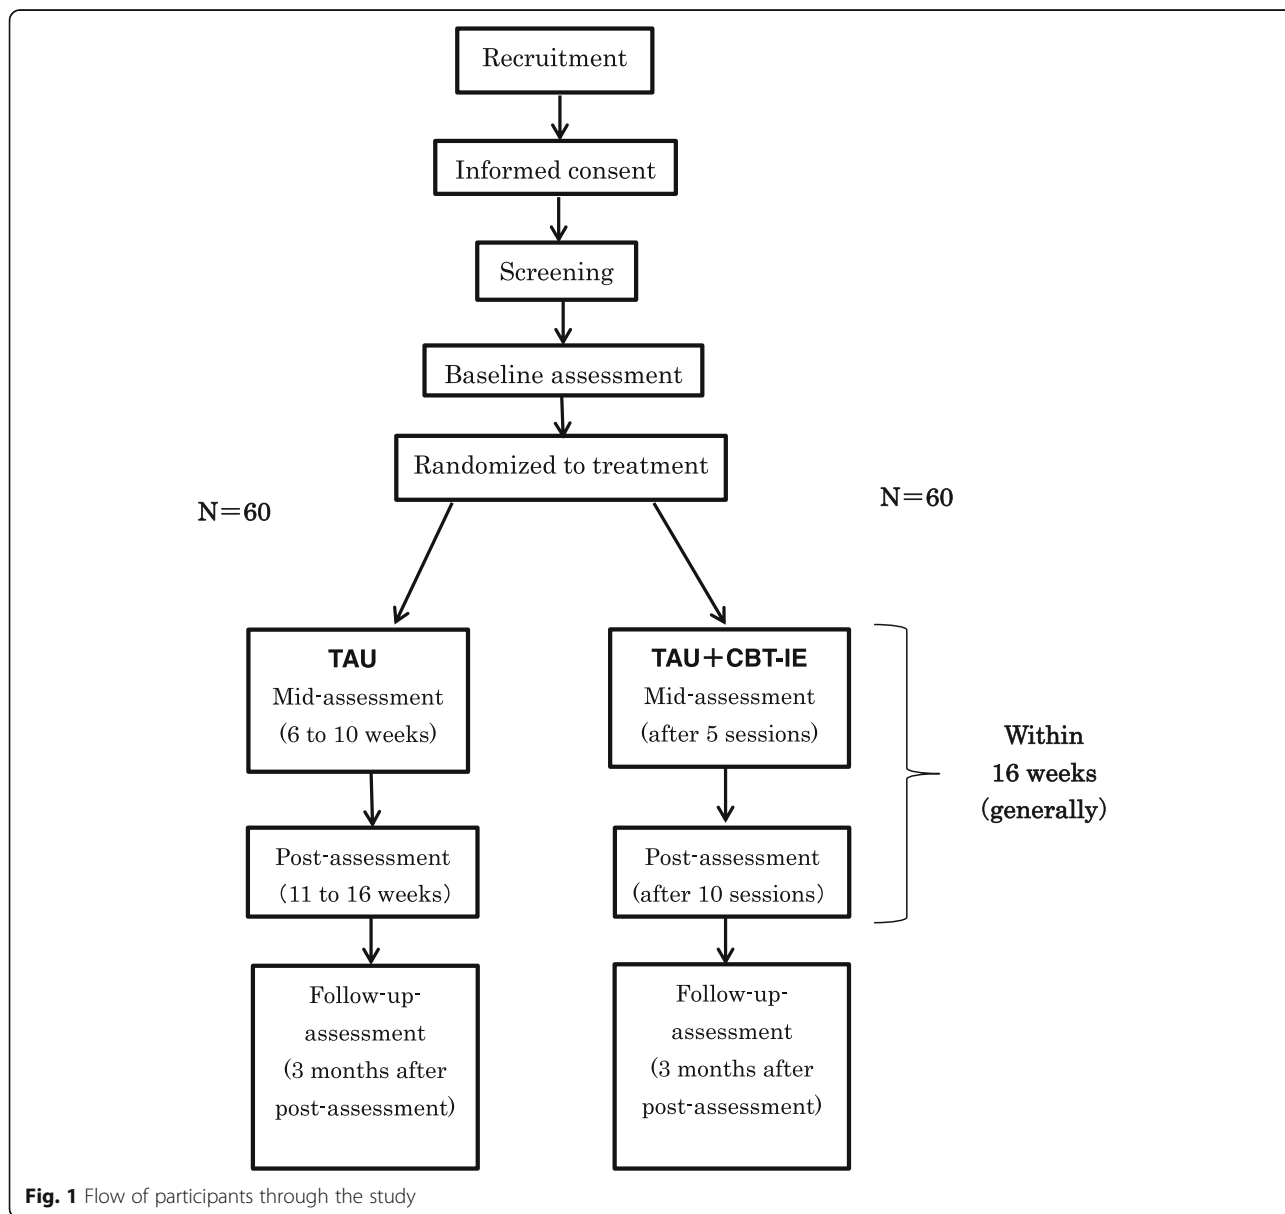 Recruitment
Informed consent
Screening
Baseline assessment
Randomized to treatment
N＝60
N＝60
TAU
Mid-assessment
(6 to 10 weeks)
TAU＋CBT-IE
Mid-assessment
(after 5 sessions)
Within
16 weeks
(generally)
Post-assessment
（11 to 16 weeks）
Post-assessment
(after 10 sessions)
Follow-up-
assessment
(3 months after
post-assessment)
Follow-up-
assessment
(3 months after
post-assessment)
Fig. 1 Flow of participants through the study